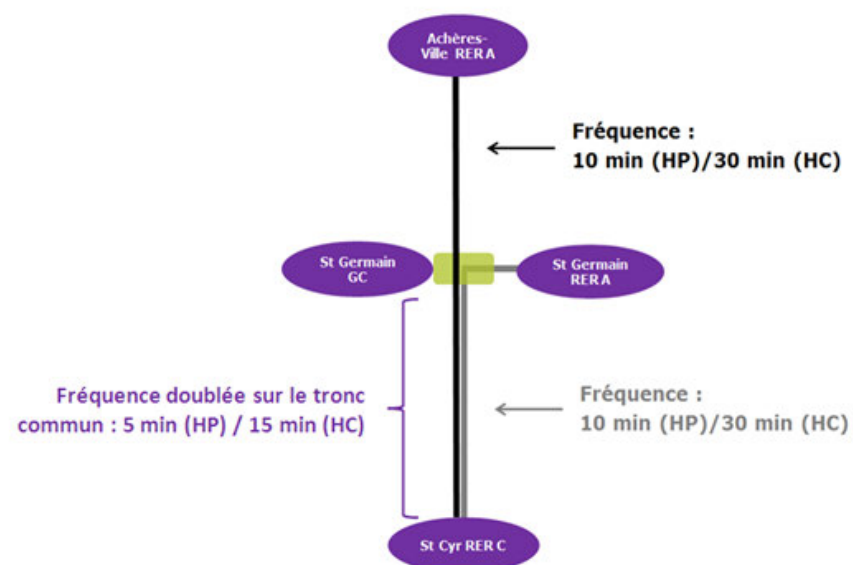 Achères-
Ville RER A
Fréquence :
10 min (HP)/30 min (HC)
St Germain
GC
St Germain
RER A
Fréquence doublée sur le tronc
commun : 5 min (HP) / 15 min (HC)
Fréquence :
10 min (HP)/30 min (HC)
St Cyr RER C